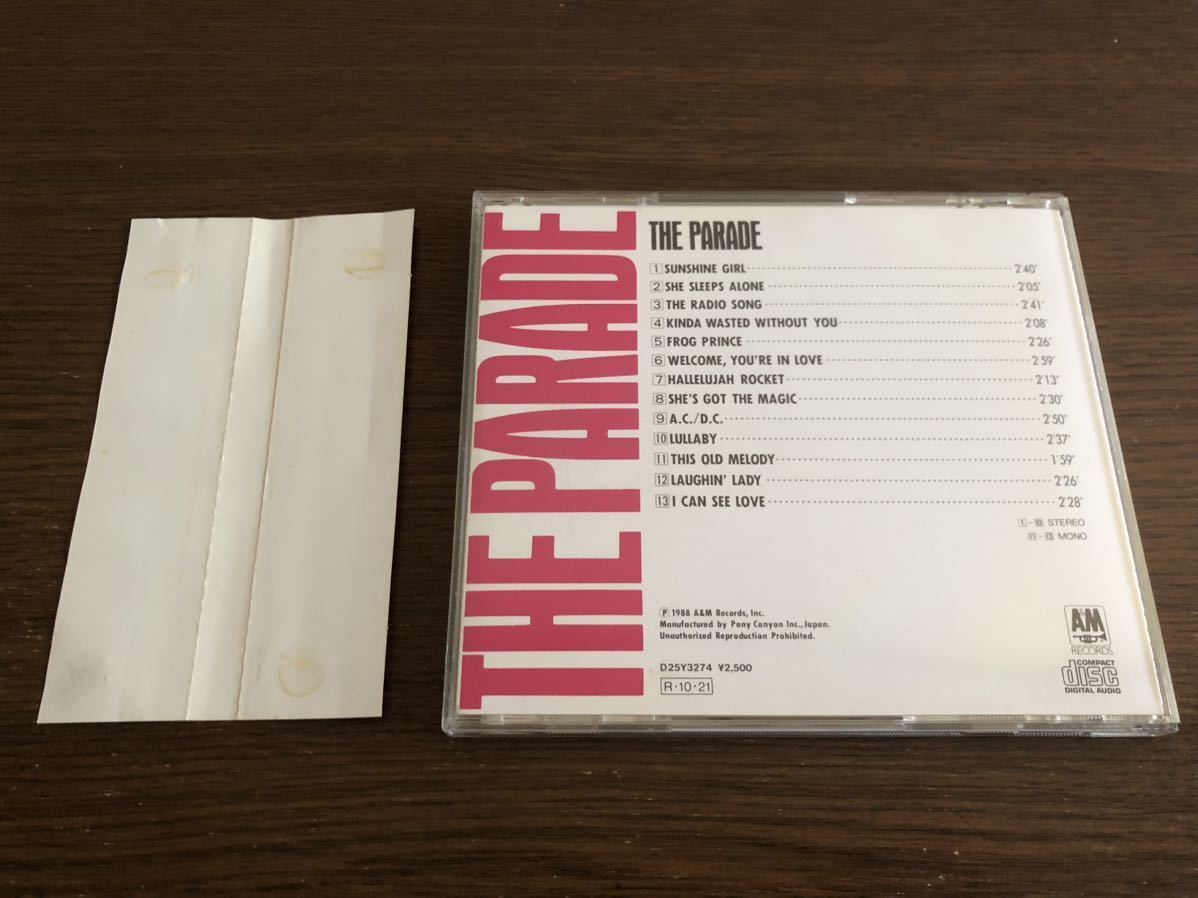 THE PARADE
THE PARADE
1 SUNSHINE GIRL 2'40"
2 SHE SLEEPS ALONE 2'05"
3 THE RADIO SONG 2'41"
4 KINDA WASTED WITHOUT YOU 2'08"
5 FROG PRINCE 2'26"
6 WELCOME, YOU'RE IN LOVE 2'59"
7 HALLELUJAH ROCKET 2'13"
8 SHE'S GOT THE MAGIC 2'30"
9 A.C./D.C. 2'50"
10 LULLABY 2'37"
11 THIS OLD MELODY 1'59"
12 LAUGHIN' LADY 2'26"
13 I CAN SEE LOVE 2'28"
1-10 STEREO
11-13 MONO
Ⓟ 1988 A&M Records, Inc.
Manufactured by Pony Canyon Inc., Japan.
Unauthorized Reproduction Prohibited.
D25Y3274 ¥2,500
R·10·21
A&M
RECORDS
COMPACT
disc
DIGITAL AUDIO